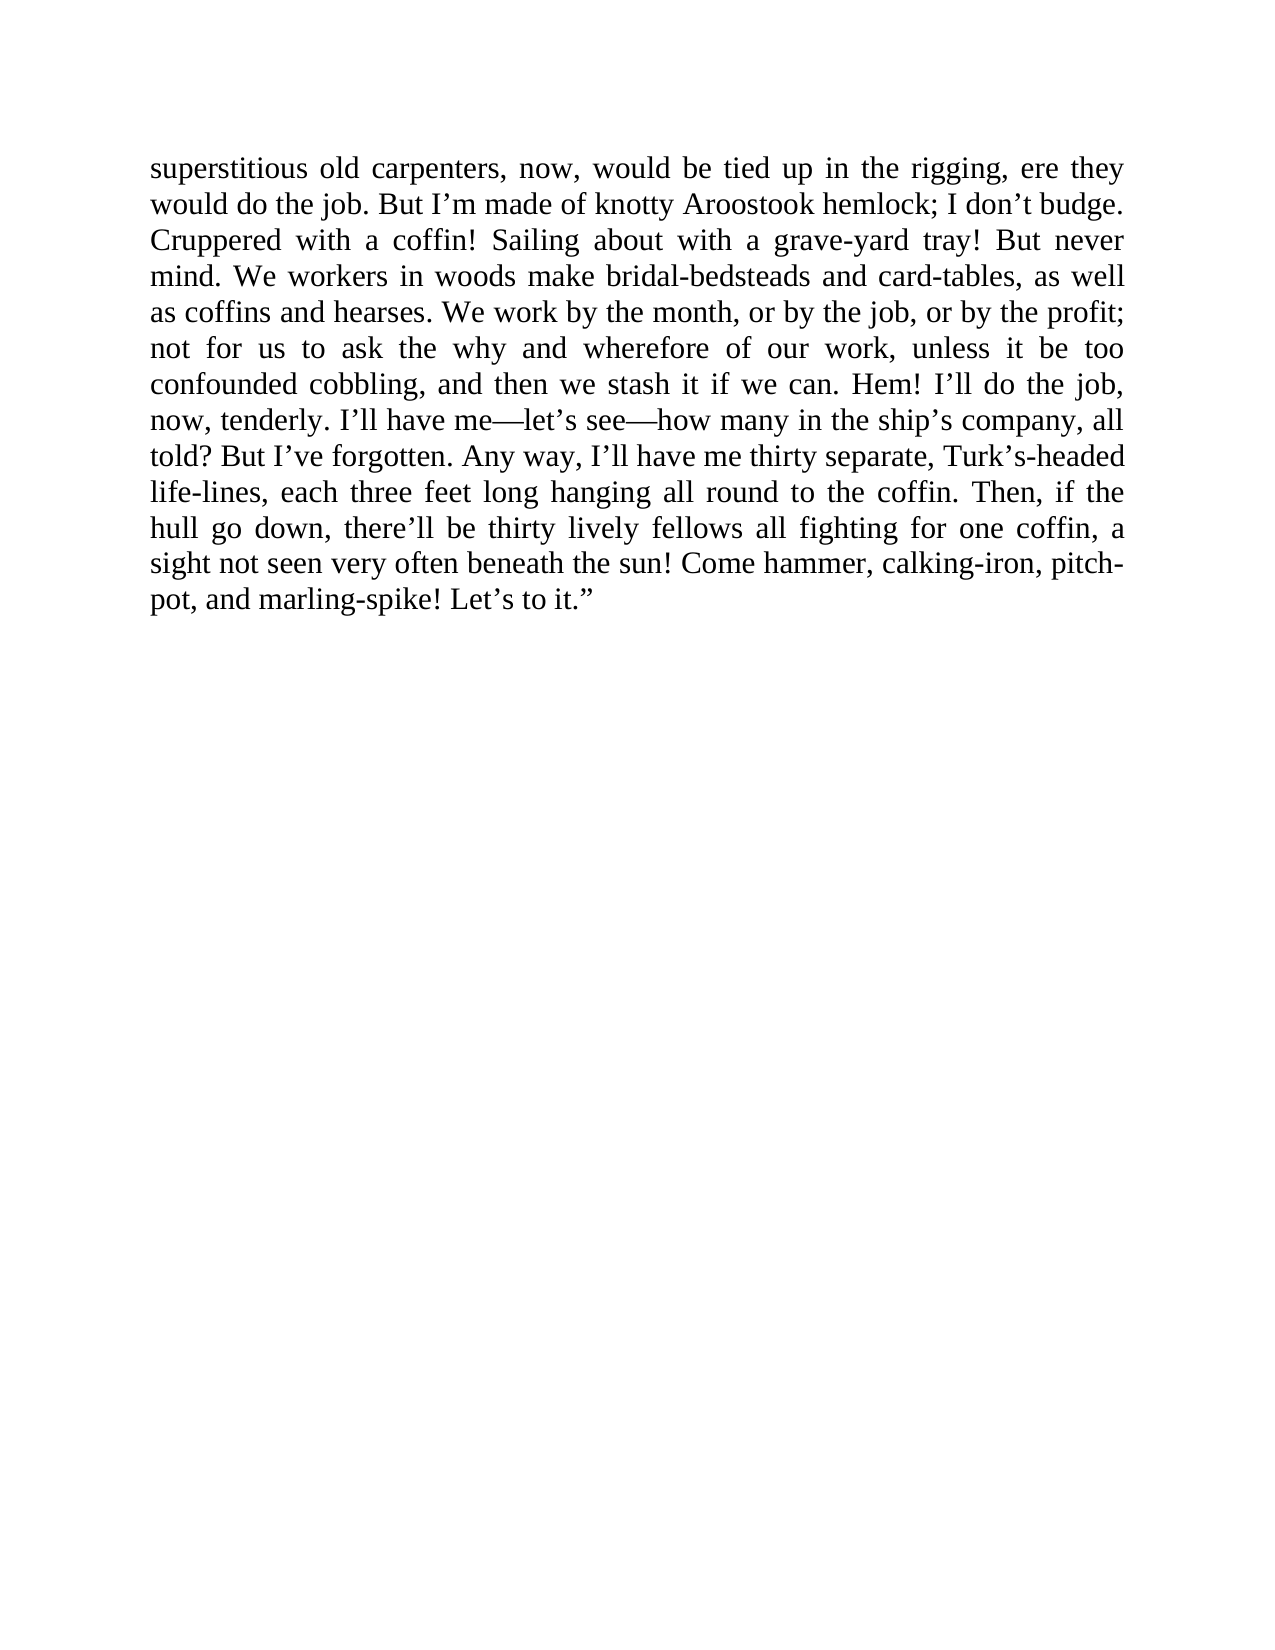 superstitious old carpenters, now, would be tied up in the rigging, ere they
would do the job. But I’m made of knotty Aroostook hemlock; I don’t budge.
Cruppered with a coffin! Sailing about with a grave-yard tray! But never
mind. We workers in woods make bridal-bedsteads and card-tables, as well
as coffins and hearses. We work by the month, or by the job, or by the profit;
not for us to ask the why and wherefore of our work, unless it be too
confounded cobbling, and then we stash it if we can. Hem! I’ll do the job,
now, tenderly. I’ll have me—let’s see—how many in the ship’s company, all
told? But I’ve forgotten. Any way, I’ll have me thirty separate, Turk’s-headed
life-lines, each three feet long hanging all round to the coffin. Then, if the
hull go down, there’ll be thirty lively fellows all fighting for one coffin, a
sight not seen very often beneath the sun! Come hammer, calking-iron, pitch-
pot, and marling-spike! Let’s to it.”